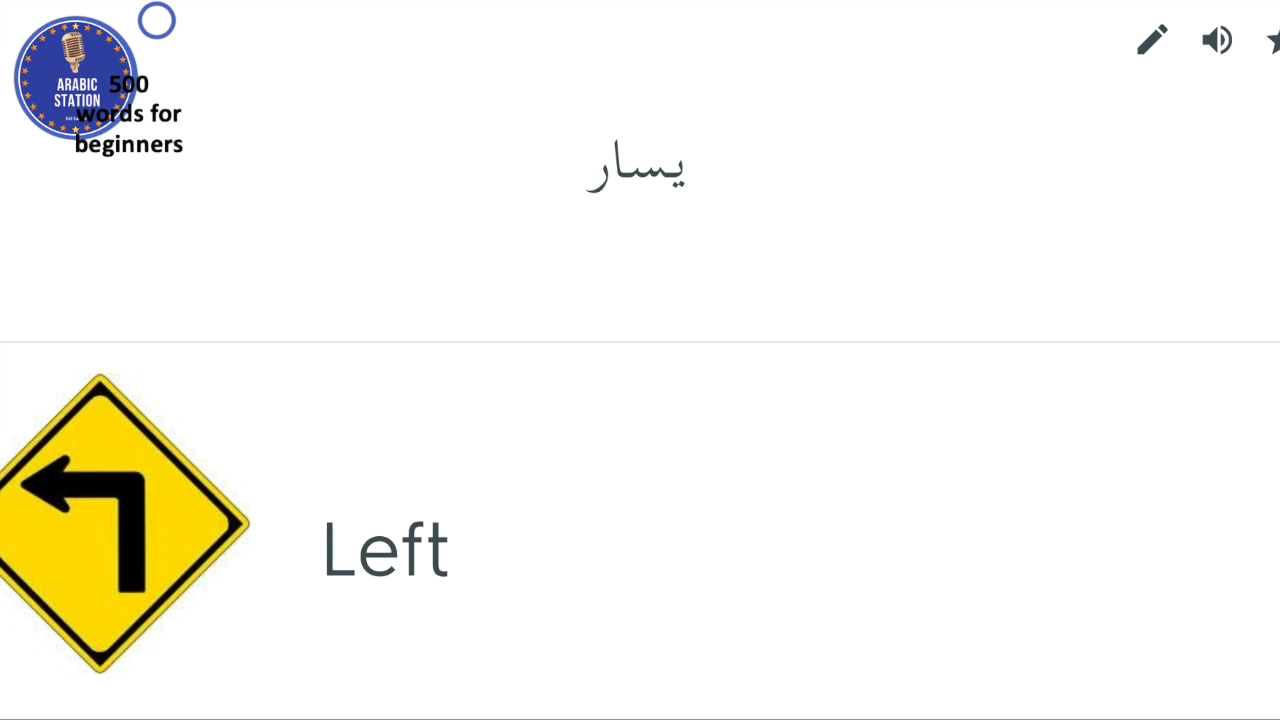 ARABIC
STATION
500
words for
beginners
يسار
Left